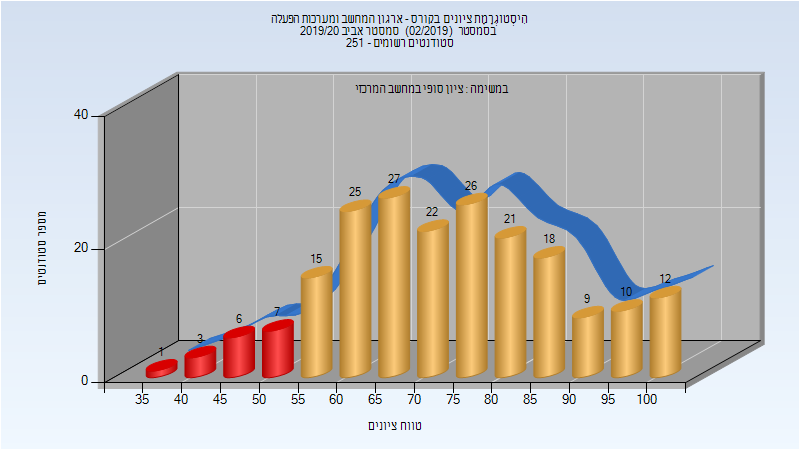 היסטוגרמת ציונים בקורס - ארגון המחשב ומערכות הפעלה
בסמסטר (02/2019) סמסטר אביב 2019/20
סטודנטים רשומים - 251
במשימה : ציון סופי במחשב המרכזי
מספר סטודנטים
40
20
0
1 3 6 7 15 25 27 22 26 21 18 9 10 12
35 40 45 50 55 60 65 70 75 80 85 90 95 100
טווח ציונים